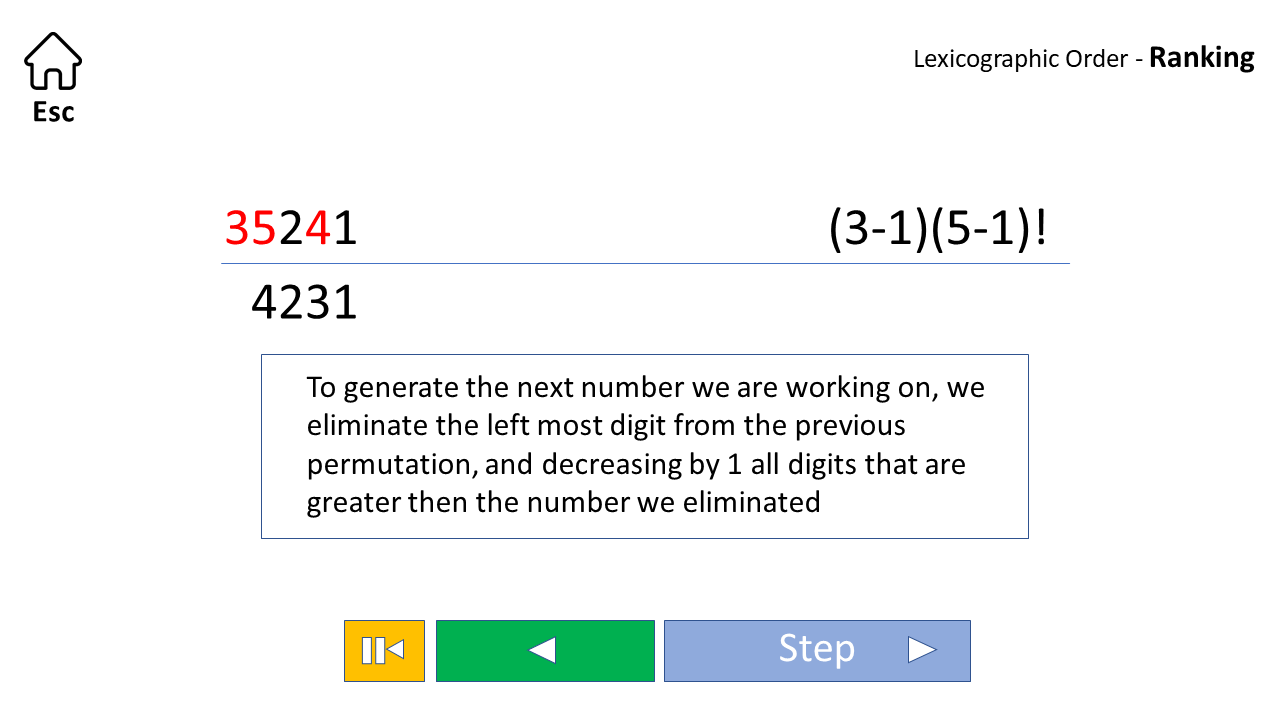 Lexicographic Order - Ranking
Esc
35241 (3-1)(5-1)!
4231
To generate the next number we are working on, we
eliminate the left most digit from the previous
permutation, and decreasing by 1 all digits that are
greater then the number we eliminated
Step